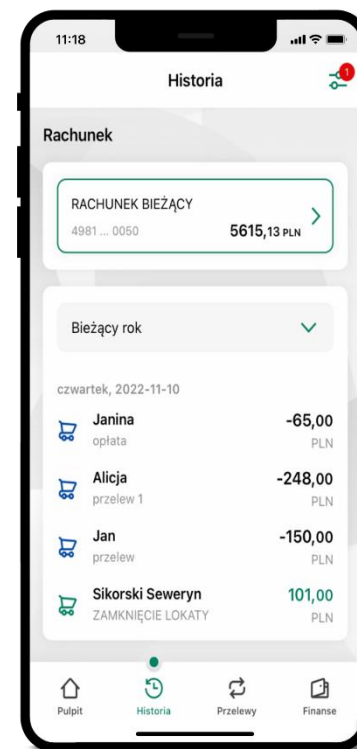 11:18
Historia
1
Rachunek
RACHUNEK BIEŻĄCY
4981 ... 0050
5615,13 PLN
Bieżący rok
czwartek, 2022-11-10
Janina
-65,00
opłata
PLN
Alicja
-248,00
przelew 1
PLN
Jan
-150,00
przelew
PLN
Sikorski Seweryn
101,00
ZAMKNIĘCIE LOKATY
PLN
Pulpit
Historia
Przelewy
Finanse